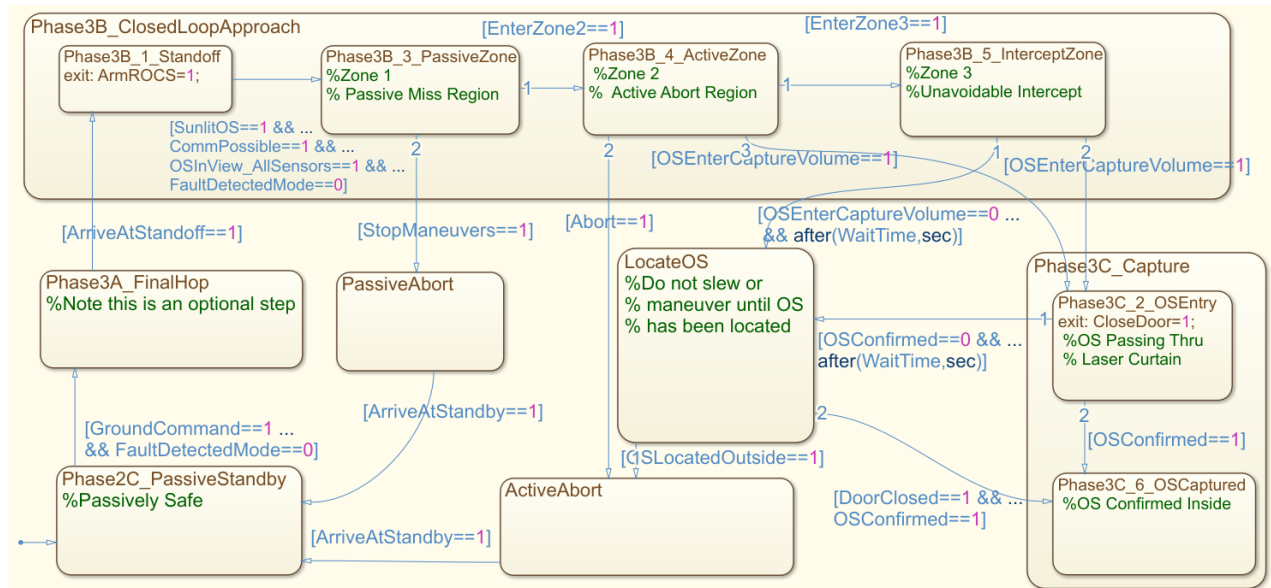 Phase3B_ClosedLoopApproach
[EnterZone2==1]
[EnterZone3==1]
Phase3B_1_Standoff
exit: ArmROCS=1;
Phase3B_3_PassiveZone
%Zone 1
% Passive Miss Region
1
2
Phase3B_4_ActiveZone
%Zone 2
% Active Abort Region
1
2
3
Phase3B_5_InterceptZone
%Zone 3
%Unavoidable Intercept
1
2
[SunlitOS==1 && ...
CommPossible==1 && ...
OSInView_AllSensors==1 && ...
FaultDetectedMode==0]
[OSEnterCaptureVolume==1]
[OSEnterCaptureVolume==1]
[ArriveAtStandoff==1]
[StopManeuvers==1]
[Abort==1]
[OSEnterCaptureVolume==0 ...
&& after(WaitTime,sec)]
Phase3A_FinalHop
%Note this is an optional step
PassiveAbort
LocateOS
%Do not slew or
% maneuver until OS
% has been located
Phase3C_Capture
Phase3C_2_OSEntry
exit: CloseDoor=1;
%OS Passing Thru
% Laser Curtain
1
2
[OSConfirmed==0 && ...
after(WaitTime,sec)]
[ArriveAtStandby==1]
[GroundCommand==1 ...
&& FaultDetectedMode==0]
2
[OSConfirmed==1]
[OSLocatedOutside==1]
1
Phase2C_PassiveStandby
%Passively Safe
ActiveAbort
[DoorClosed==1 && ...
OSConfirmed==1]
Phase3C_6_OSCaptured
%OS Confirmed Inside
[ArriveAtStandby==1]